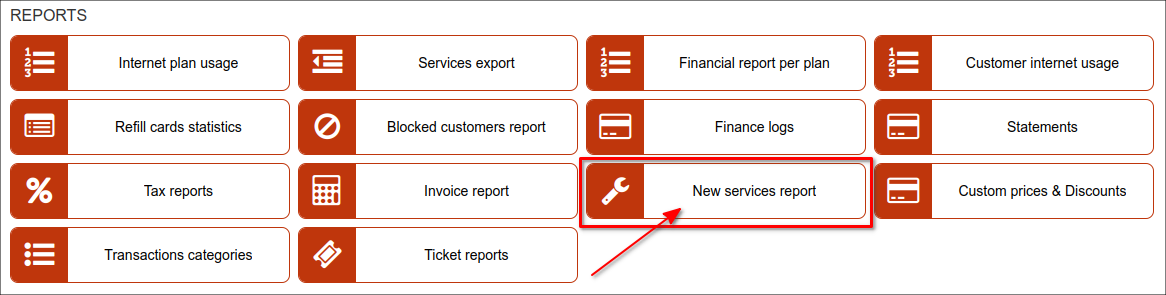 REPORTS
Internet plan usage
Services export
Financial report per plan
Customer internet usage
Refill cards statistics
Blocked customers report
Finance logs
Statements
Tax reports
Invoice report
New services report
Custom prices & Discounts
Transactions categories
Ticket reports